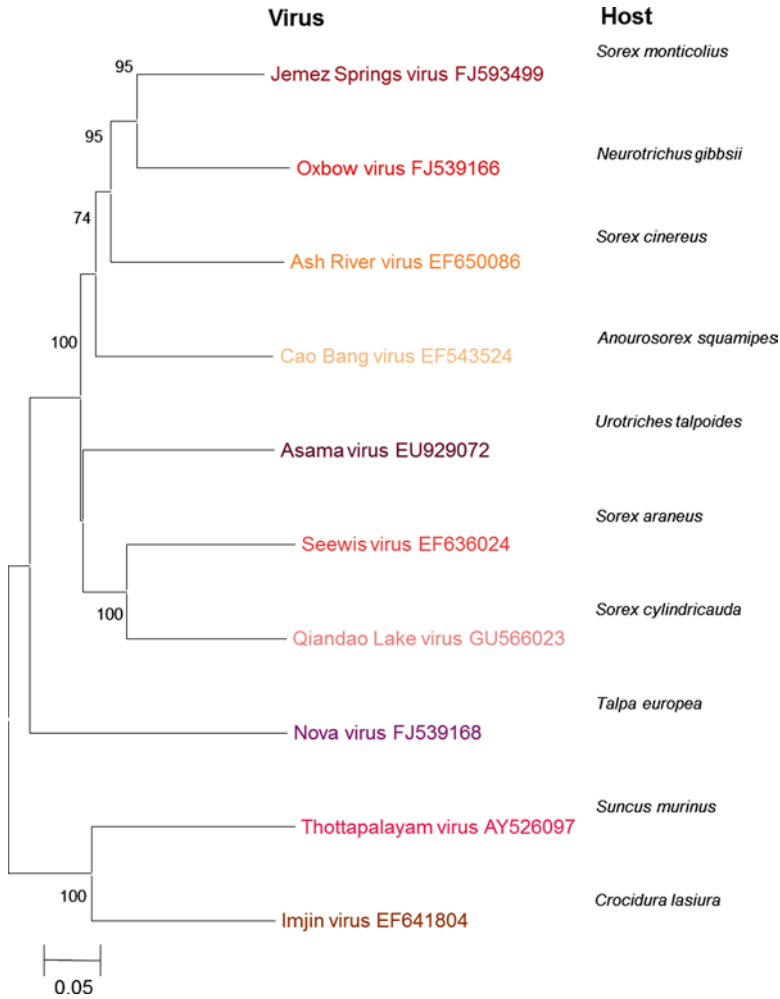 Virus Host
95 Jemez Springs virus FJ593499 Sorex monticolius
95 Oxbow virus FJ539166 Neurotrichus gibbsii
74 Ash River virus EF650086 Sorex cinereus
100 Cao Bang virus EF543524 Anourosorex squamipes
Asama virus EU929072 Urotriches talpoides
Seewis virus EF636024 Sorex araneus
100 Qiandao Lake virus GU566023 Sorex cylindricauda
Nova virus FJ539168 Talpa europea
Thottapalayam virus AY526097 Suncus murinus
100 Imjin virus EF641804 Crocidura lasiura
0.05